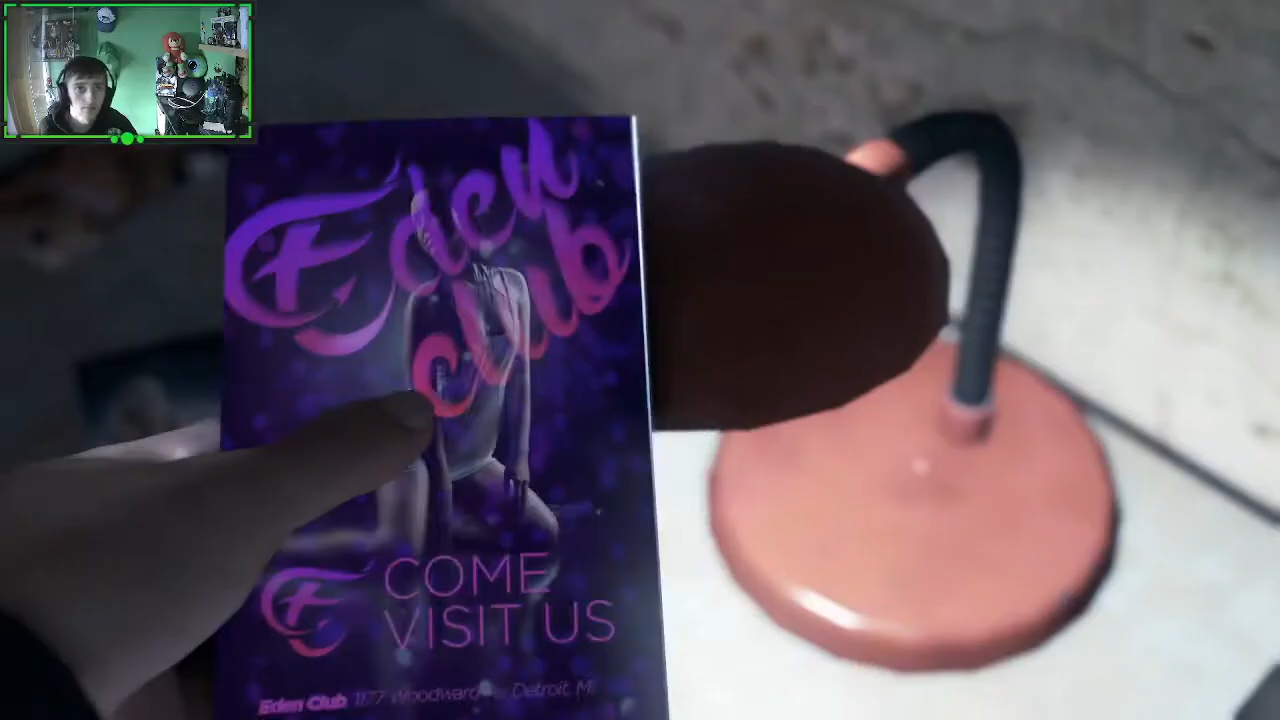 Eden
club
COME
VISIT US
Eden Club 1177 Woodward Detroit, MI